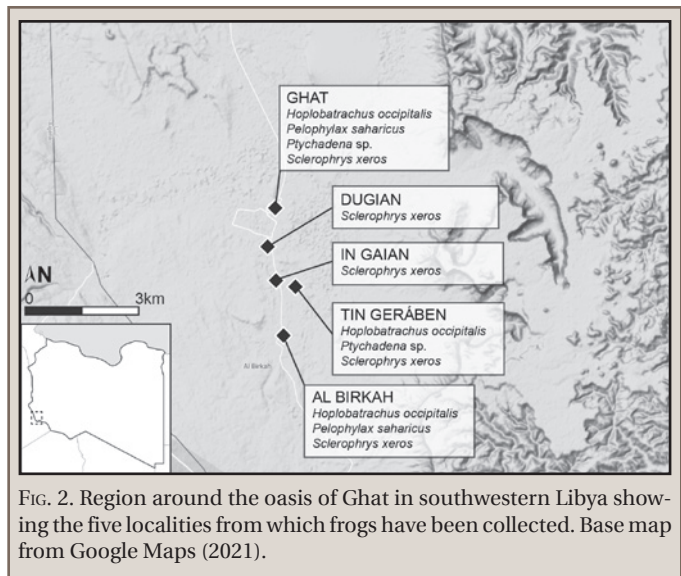 GHAT
Hoplobatrachus occipitalis
Pelophylax saharicus
Ptychadena sp.
Sclerophrys xeros
DUGIAN
Sclerophrys xeros
IN GAIAN
Sclerophrys xeros
AN
0 3km
TIN GERÁBEN
Hoplobatrachus occipitalis
Ptychadena sp.
Sclerophrys xeros
Al Birkah
AL BIRKAH
Hoplobatrachus occipitalis
Pelophylax saharicus
Sclerophrys xeros
FIG. 2. Region around the oasis of Ghat in southwestern Libya show-
ing the five localities from which frogs have been collected. Base map
from Google Maps (2021).